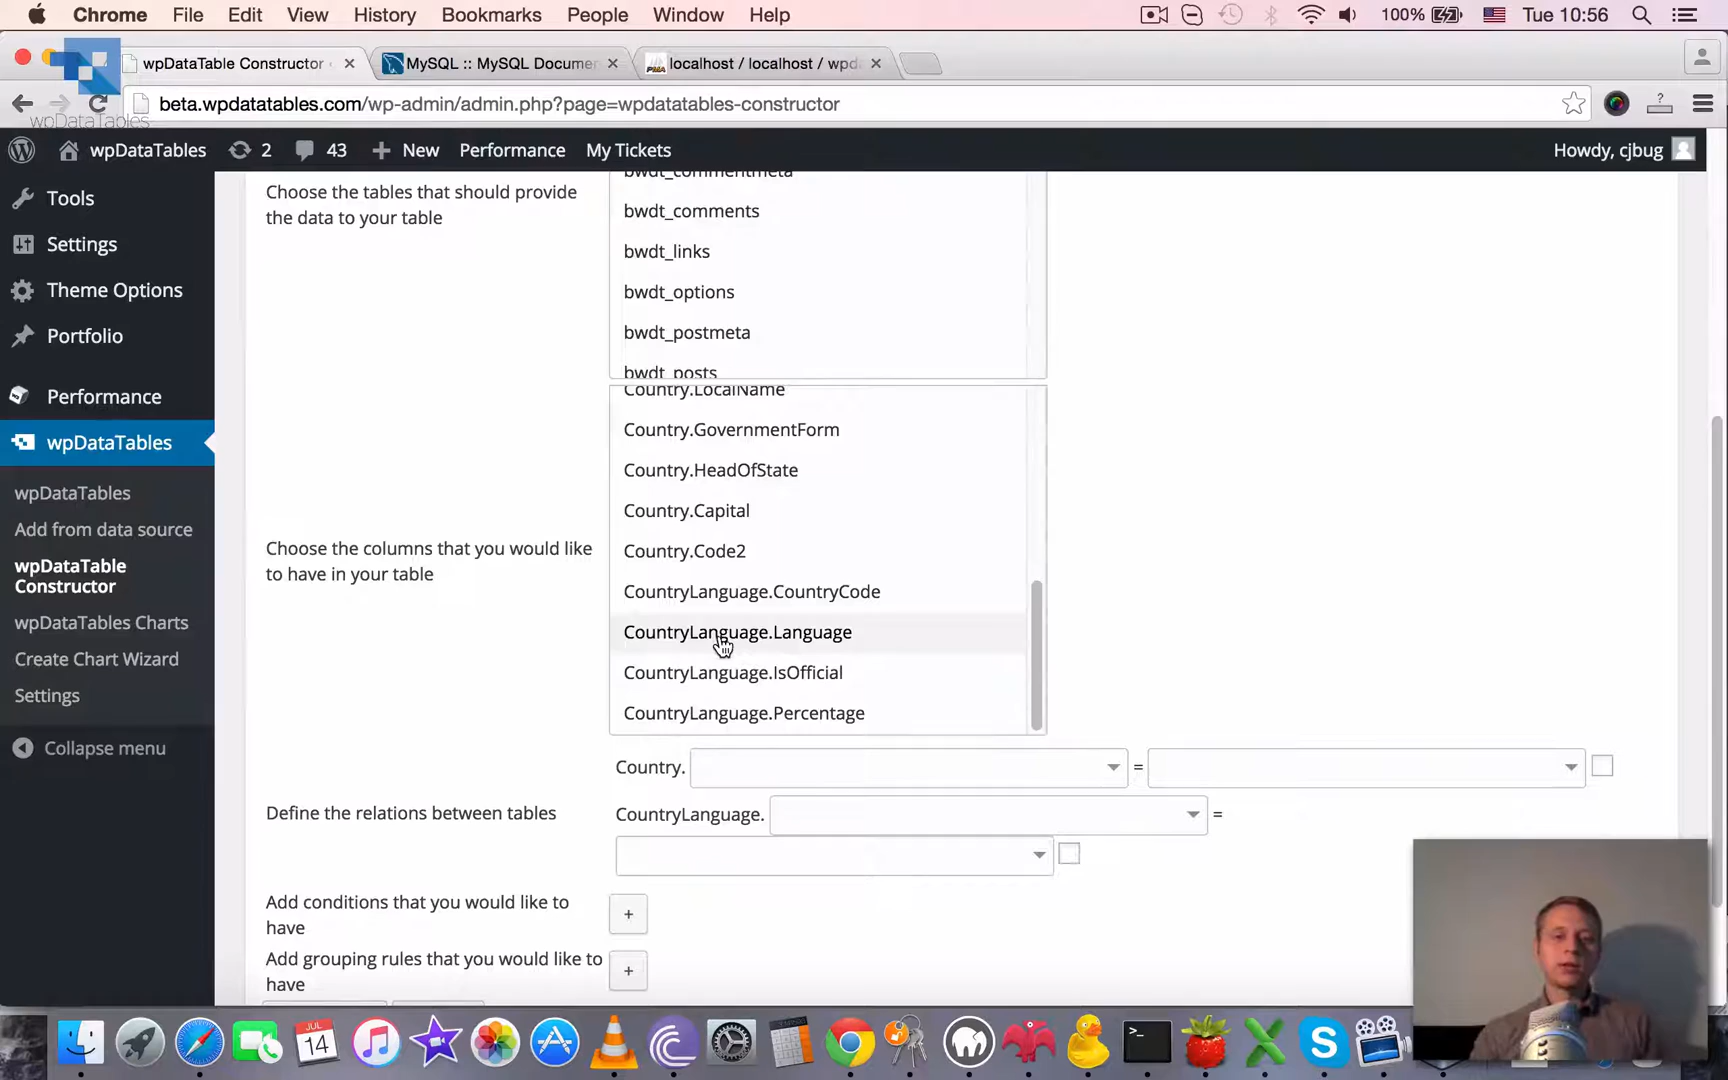 Chrome File Edit View History Bookmarks People Window Help 100% Tue 10:56
wpDataTable Constructor MySQL :: MySQL Documen localhost / localhost / wpd
beta.wpdatatables.com/wp-admin/admin.php?page=wpdatatables-constructor
wpDataTables
wpDataTables 2 43 New Performance My Tickets Howdy, cjbug
Tools
Settings
Theme Options
Portfolio
Performance
wpDataTables
wpDataTables
Add from data source
wpDataTable
Constructor
wpDataTables Charts
Create Chart Wizard
Settings
Collapse menu
Choose the tables that should provide
the data to your table
bwdt_commentmeta
bwdt_comments
bwdt_links
bwdt_options
bwdt_postmeta
bwdt_posts
Choose the columns that you would like
to have in your table
Country.LocalName
Country.GovernmentForm
Country.HeadOfState
Country.Capital
Country.Code2
CountryLanguage.CountryCode
CountryLanguage.Language
CountryLanguage.IsOfficial
CountryLanguage.Percentage
Define the relations between tables
Country. =
CountryLanguage. =
Add conditions that you would like to
have
+
Add grouping rules that you would like to
have
+
JUL
14